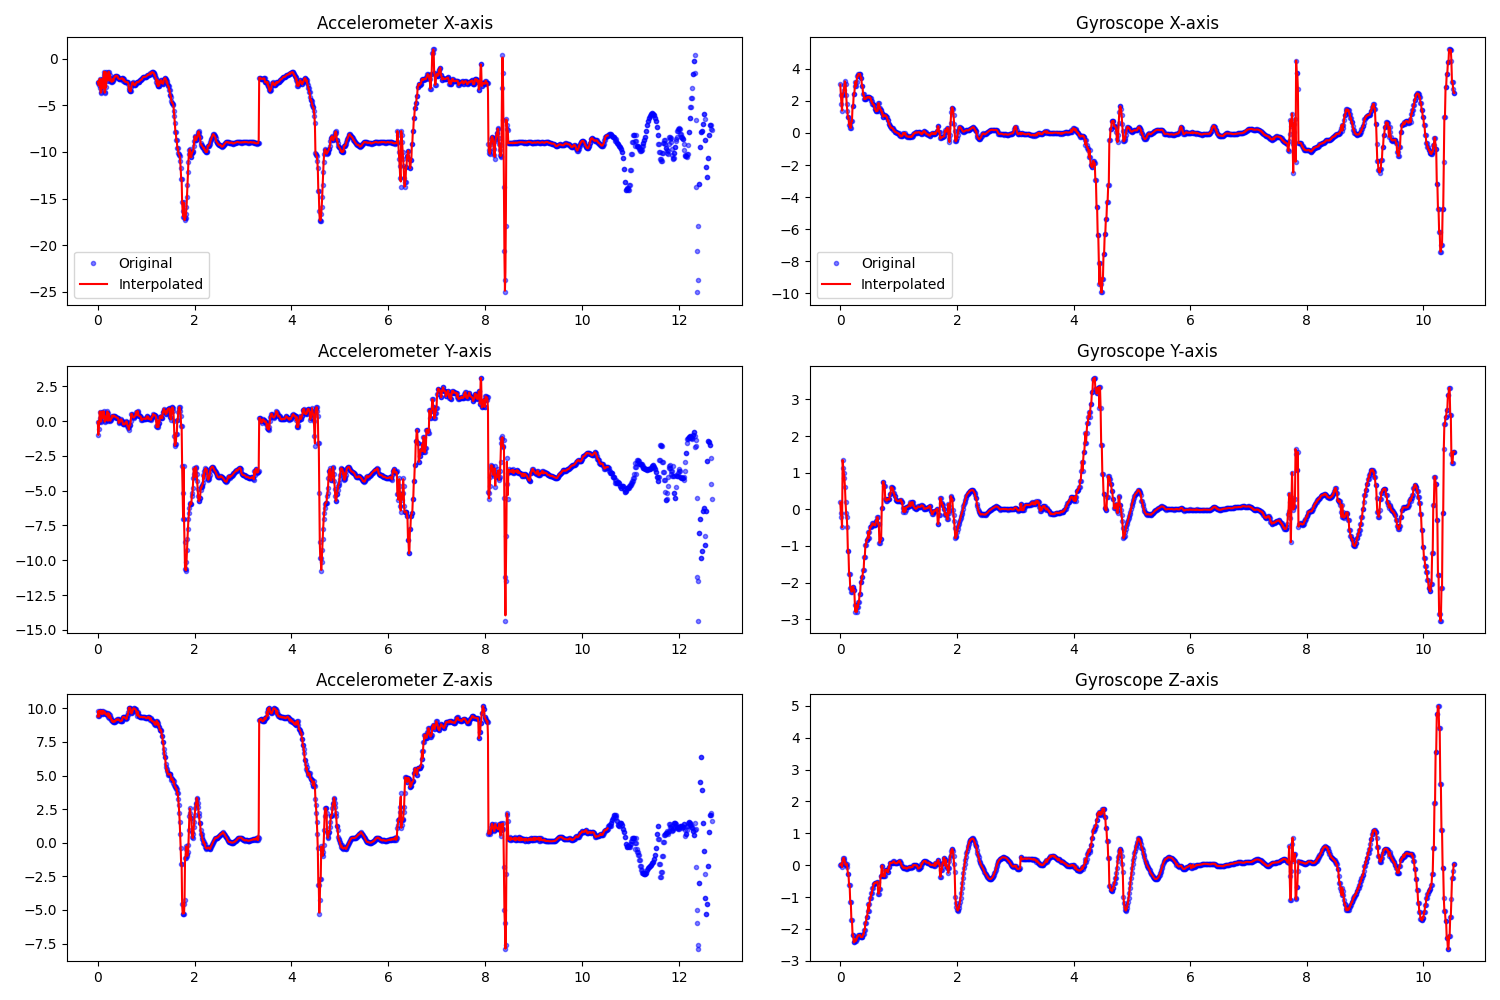 Accelerometer X-axis
0
−5
−10
−15
−20
−25
Original
Interpolated
0 2 4 6 8 10 12
Gyroscope X-axis
4
2
0
−2
−4
−6
−8
−10
Original
Interpolated
0 2 4 6 8 10
Accelerometer Y-axis
2.5
0.0
−2.5
−5.0
−7.5
−10.0
−12.5
−15.0
0 2 4 6 8 10 12
Gyroscope Y-axis
3
2
1
0
−1
−2
−3
0 2 4 6 8 10
Accelerometer Z-axis
10.0
7.5
5.0
2.5
0.0
−2.5
−5.0
−7.5
0 2 4 6 8 10 12
Gyroscope Z-axis
5
4
3
2
1
0
−1
−2
−3
0 2 4 6 8 10